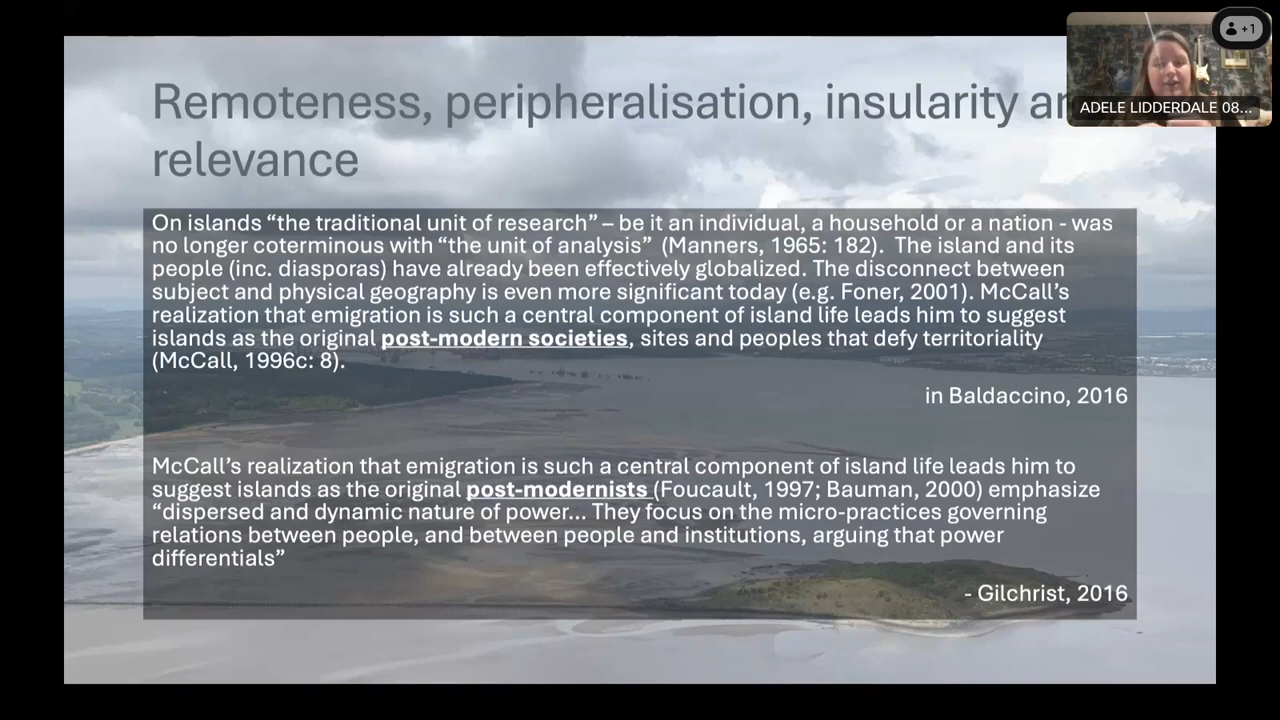 Remoteness, peripheralisation, insularity
relevance
+1
ADELE LIDDERDALE 08...
On islands “the traditional unit of research” – be it an individual, a household or a nation - was
no longer coterminous with “the unit of analysis” (Manners, 1965: 182). The island and its
people (inc. diasporas) have already been effectively globalized. The disconnect between
subject and physical geography is even more significant today (e.g. Foner, 2001). McCall’s
realization that emigration is such a central component of island life leads him to suggest
islands as the original post-modern societies, sites and peoples that defy territoriality
(McCall, 1996c: 8).
in Baldaccino, 2016
McCall’s realization that emigration is such a central component of island life leads him to
suggest islands as the original post-modernists (Foucault, 1997; Bauman, 2000) emphasize
“dispersed and dynamic nature of power... They focus on the micro-practices governing
relations between people, and between people and institutions, arguing that power
differentials”
- Gilchrist, 2016